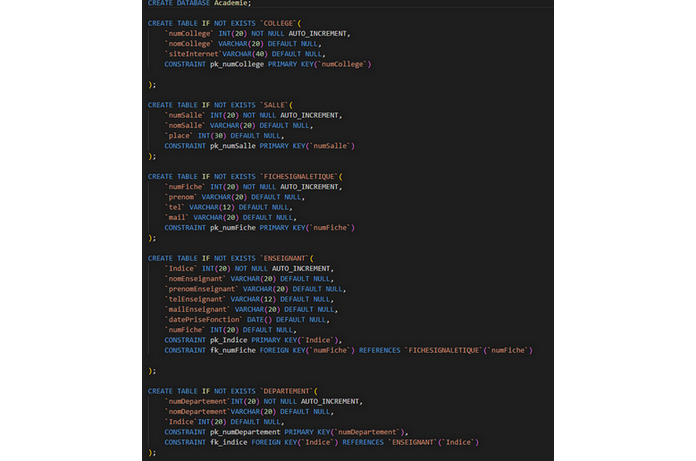 CREATE DATABASE Academie;
CREATE TABLE IF NOT EXISTS `COLLEGE`(
`numCollege` INT(20) NOT NULL AUTO_INCREMENT,
`nomCollege` VARCHAR(20) DEFAULT NULL,
`siteInternet`VARCHAR(40) DEFAULT NULL,
CONSTRAINT pk_numCollege PRIMARY KEY(`numCollege`)
);
CREATE TABLE IF NOT EXISTS `SALLE`(
`numSalle` INT(20) NOT NULL AUTO_INCREMENT,
`nomSalle` VARCHAR(20) DEFAULT NULL,
`place` INT(30) DEFAULT NULL,
CONSTRAINT pk_numSalle PRIMARY KEY(`numSalle`)
);
CREATE TABLE IF NOT EXISTS `FICHESIGNALETIQUE`(
`numFiche` INT(20) NOT NULL AUTO_INCREMENT,
`prenom` VARCHAR(20) DEFAULT NULL,
`tel` VARCHAR(12) DEFAULT NULL,
`mail` VARCHAR(20) DEFAULT NULL,
CONSTRAINT pk_numFiche PRIMARY KEY(`numFiche`)
);
CREATE TABLE IF NOT EXISTS `ENSEIGNANT`(
`Indice` INT(20) NOT NULL AUTO_INCREMENT,
`nomEnseignant` VARCHAR(20) DEFAULT NULL,
`prenomEnseignant` VARCHAR(20) DEFAULT NULL,
`telEnseignant` VARCHAR(12) DEFAULT NULL,
`mailEnseignant` VARCHAR(20) DEFAULT NULL,
`datePriseFonction` DATE() DEFAULT NULL,
`numFiche` INT(20) DEFAULT NULL,
CONSTRAINT pk_Indice PRIMARY KEY(`Indice`),
CONSTRAINT fk_numFiche FOREIGN KEY(`numFiche`) REFERENCES `FICHESIGNALETIQUE`(`numFiche`)
);
CREATE TABLE IF NOT EXISTS `DEPARTEMENT`(
`numDepartement`INT(20) NOT NULL AUTO_INCREMENT,
`nomDepartement`VARCHAR(20) DEFAULT NULL,
`Indice`INT(20) DEFAULT NULL,
CONSTRAINT pk_numDepartement PRIMARY KEY(`numDepartement`),
CONSTRAINT fk_indice FOREIGN KEY(`Indice`) REFERENCES `ENSEIGNANT`(`Indice`)
);